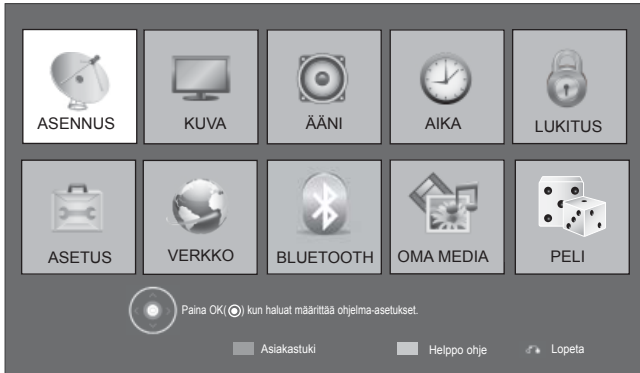 ASENNUS KUVA ÄÄNI AIKA LUKITUS
ASETUS VERKKO BLUETOOTH OMA MEDIA PELI
Paina OK( ) kun haluat määrittää ohjelma-asetukset.
Asiakastuki Helppo ohje Lopeta